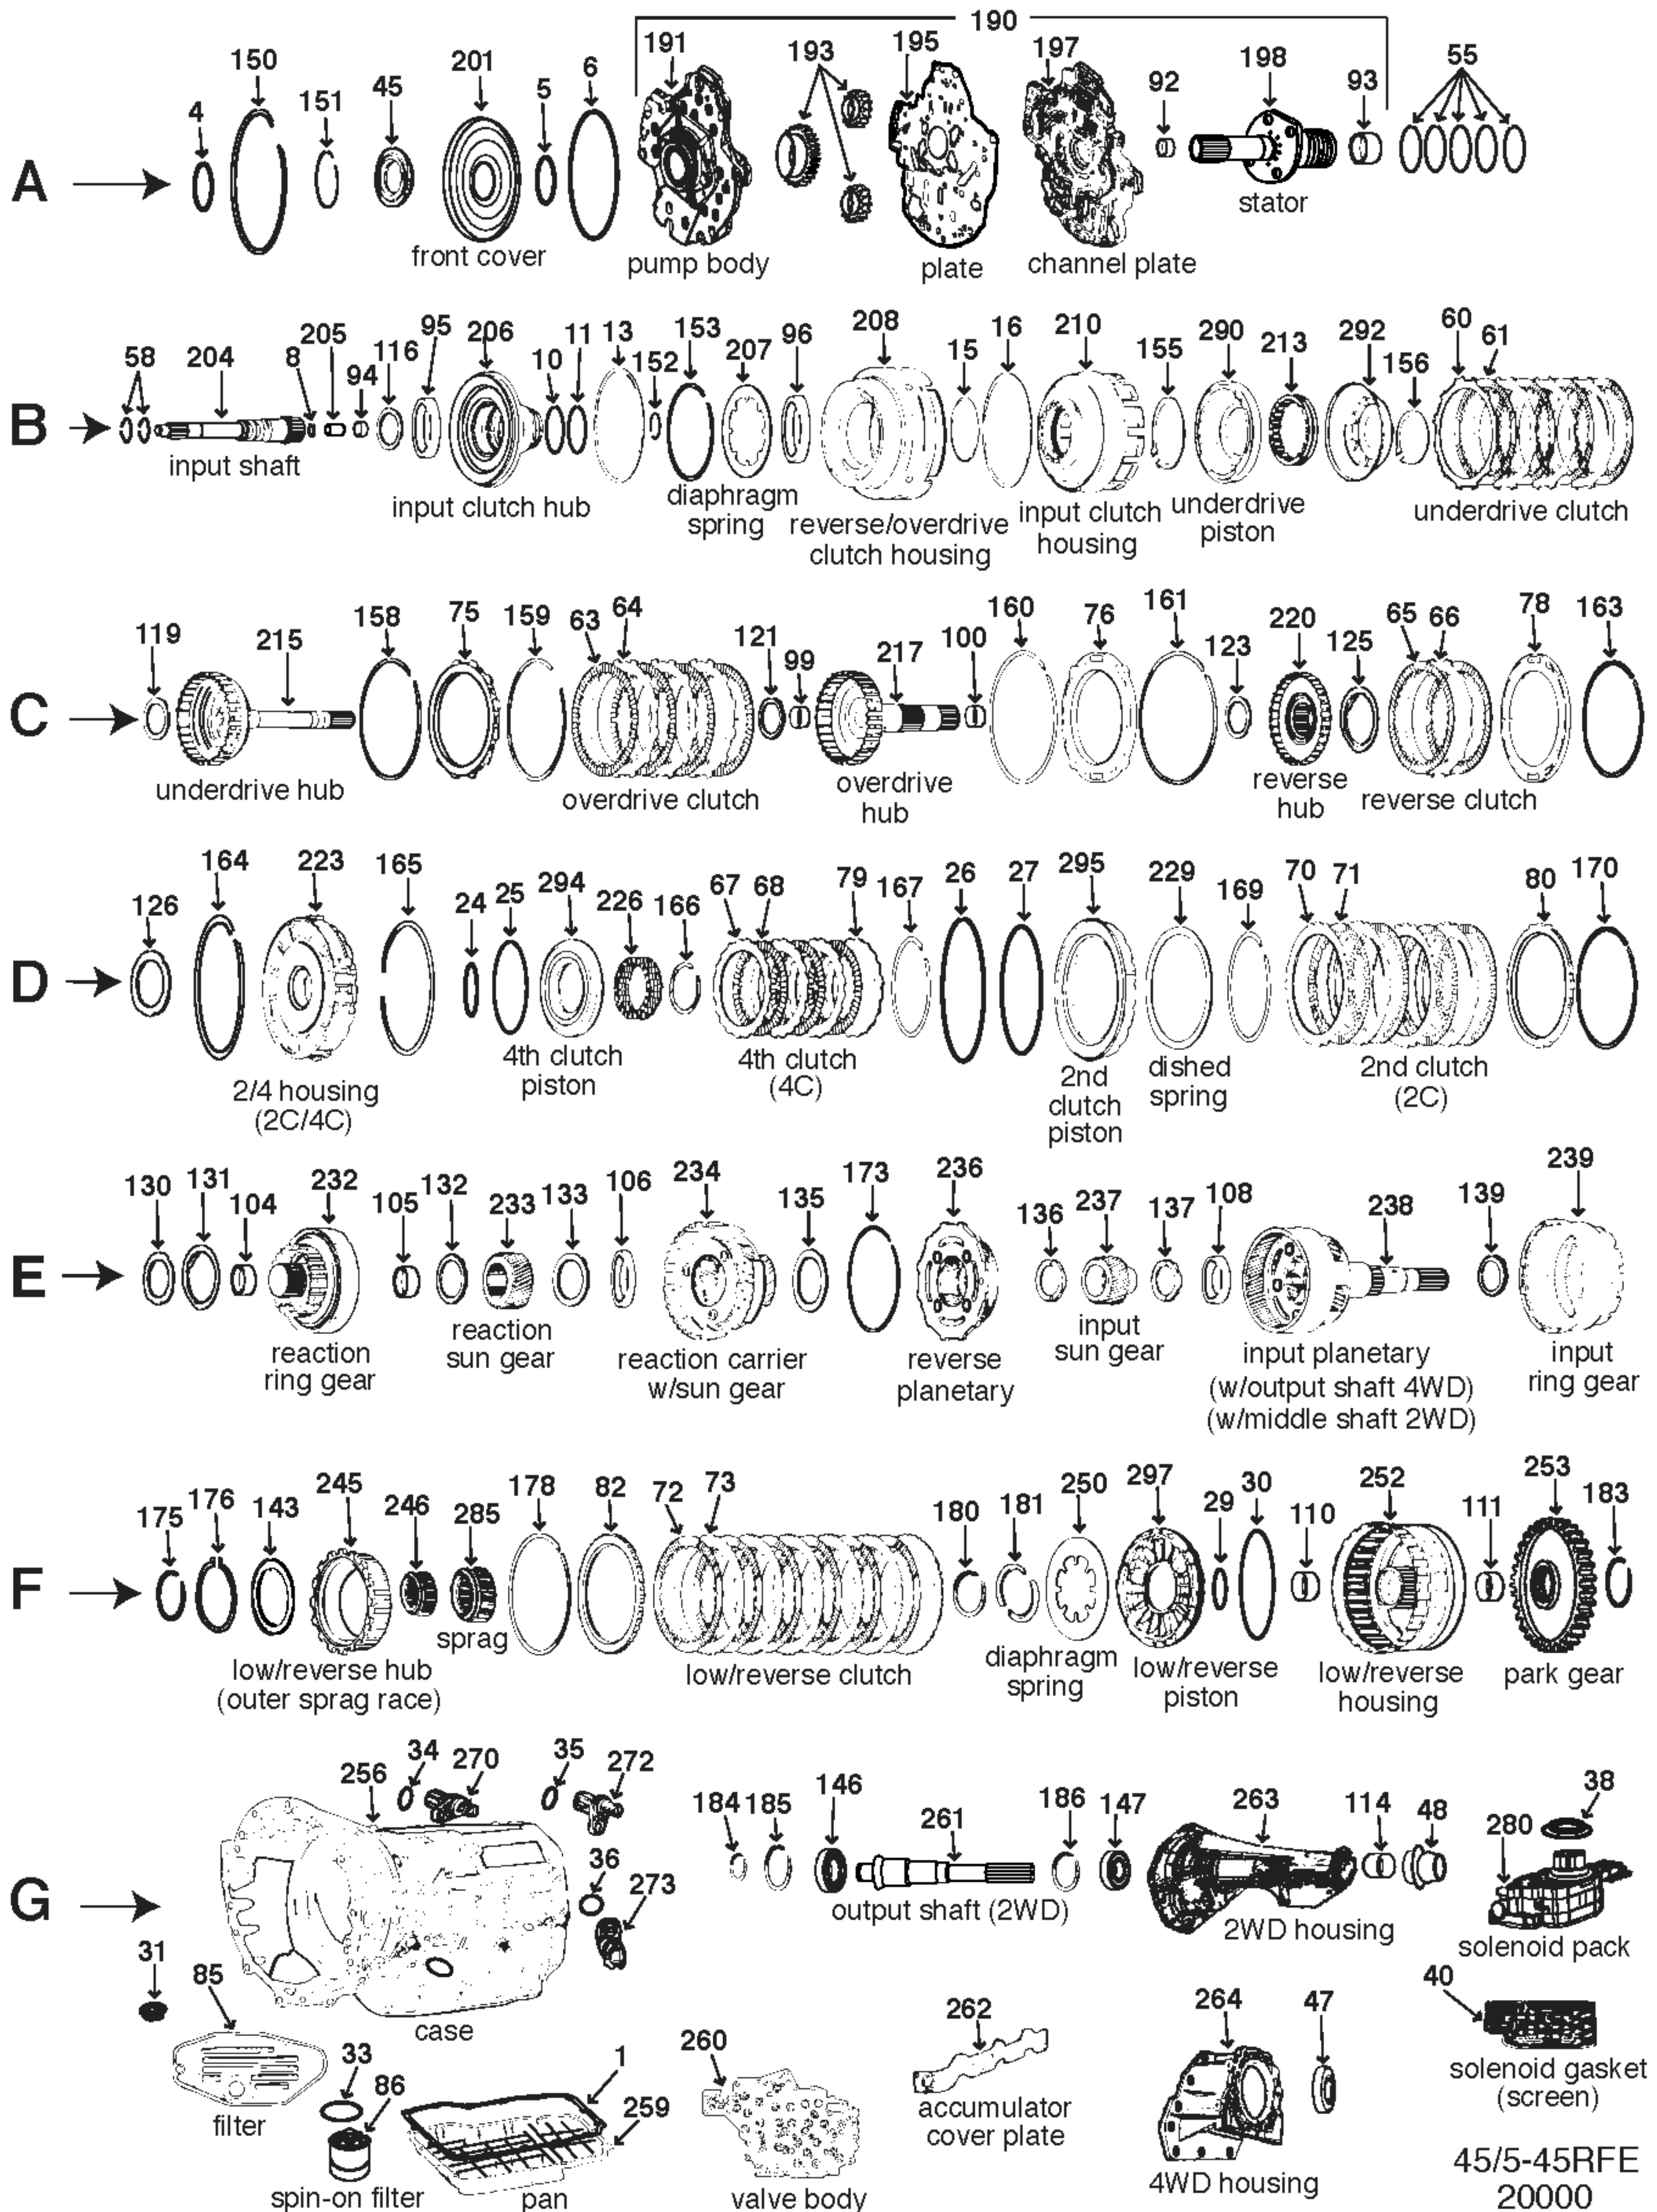 190
191 193 195 197 92 198 93 55
4 150 151 45 201 5 6
A
front cover pump body plate channel plate stator
58 204 8 205 94 116 95 206 10 11 13 152 153 207 96 208 15 16 210 155 290 213 292 156 60 61
B
input shaft
input clutch hub
diaphragm
spring
reverse/overdrive
clutch housing
input clutch
housing
underdrive
piston
underdrive clutch
119 215 158 75 159 63 64 121 99 217 100 160 76 161 123 220 125 65 66 78 163
C
underdrive hub
overdrive clutch
overdrive
hub
reverse
hub
reverse clutch
126 164 223 165 24 25 294 226 166 67 68 79 167 26 27 295 229 169 70 71 80 170
D
2/4 housing
(2C/4C)
4th clutch
piston
4th clutch
(4C)
2nd
clutch
piston
dished
spring
2nd clutch
(2C)
130 131 104 232 105 132 233 133 106 234 135 173 236 136 237 137 108 238 139 239
E
reaction
ring gear
reaction
sun gear
reaction carrier
w/sun gear
reverse
planetary
input
sun gear
input planetary
(w/output shaft 4WD)
(w/middle shaft 2WD)
input
ring gear
175 176 143 245 246 285 178 82 72 73 180 181 250 297 29 30 110 252 111 253 183
F
low/reverse hub
(outer sprag race)
sprag
low/reverse clutch
diaphragm
spring
low/reverse
piston
low/reverse
housing
park gear
256 34 270 35 272 36 273 184 185 146 261 186 147 263 114 48 280 38
G
case
output shaft (2WD)
2WD housing
solenoid pack
31 85 33 86 1 259 260 262 264 47 40
filter
spin-on filter
pan
valve body
accumulator
cover plate
4WD housing
solenoid gasket
(screen)
45/5-45RFE
20000